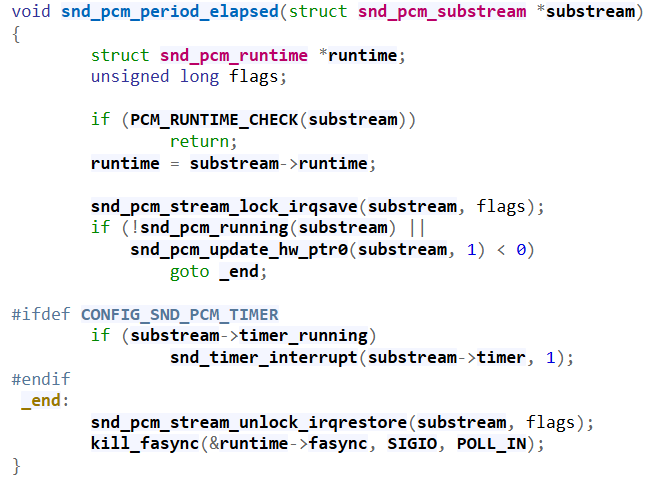 void snd_pcm_period_elapsed(struct snd_pcm_substream *substream)
{
        struct snd_pcm_runtime *runtime;
        unsigned long flags;

        if (PCM_RUNTIME_CHECK(substream))
                return;
        runtime = substream->runtime;

        snd_pcm_stream_lock_irqsave(substream, flags);
        if (!snd_pcm_running(substream) ||
            snd_pcm_update_hw_ptr0(substream, 1) < 0)
                goto _end;

#ifdef CONFIG_SND_PCM_TIMER
        if (substream->timer_running)
                snd_timer_interrupt(substream->timer, 1);
#endif
 _end:
        snd_pcm_stream_unlock_irqrestore(substream, flags);
        kill_fasync(&runtime->fasync, SIGIO, POLL_IN);
}